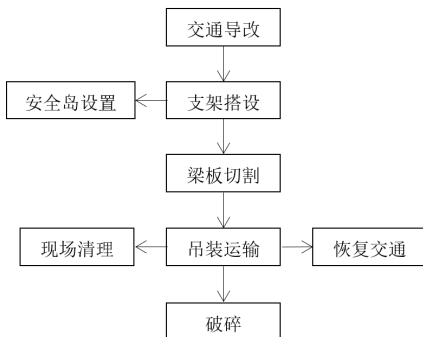 交通导改
安全岛设置
支架搭设
梁板切割
现场清理
吊装运输
恢复交通
破碎